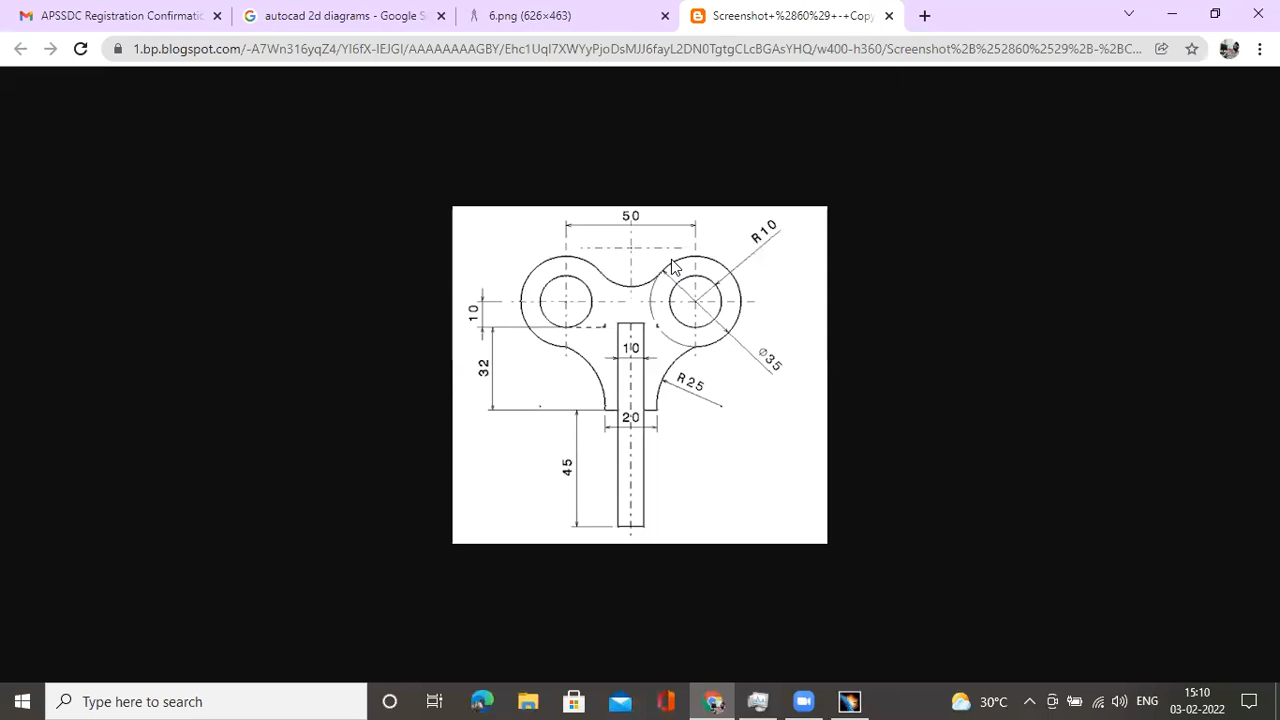 APSSDC Registration Confirmatic
autocad 2d diagrams - Google S
6.png (626×463)
Screenshot+%2860%29+-+Copy
1.bp.blogspot.com/-A7Wn316yqZ4/YI6fX-IEJGI/AAAAAAAAGBY/Ehc1UqI7XWYyPjoDsMJJ6fayL2DN0TgtgCLcBGAsYHQ/w400-h360/Screenshot%2B%252860%2529%2B-%2BC...
50
R10
10
10
Ø35
32
R25
20
45
Type here to search
30°C
ENG
15:10
03-02-2022